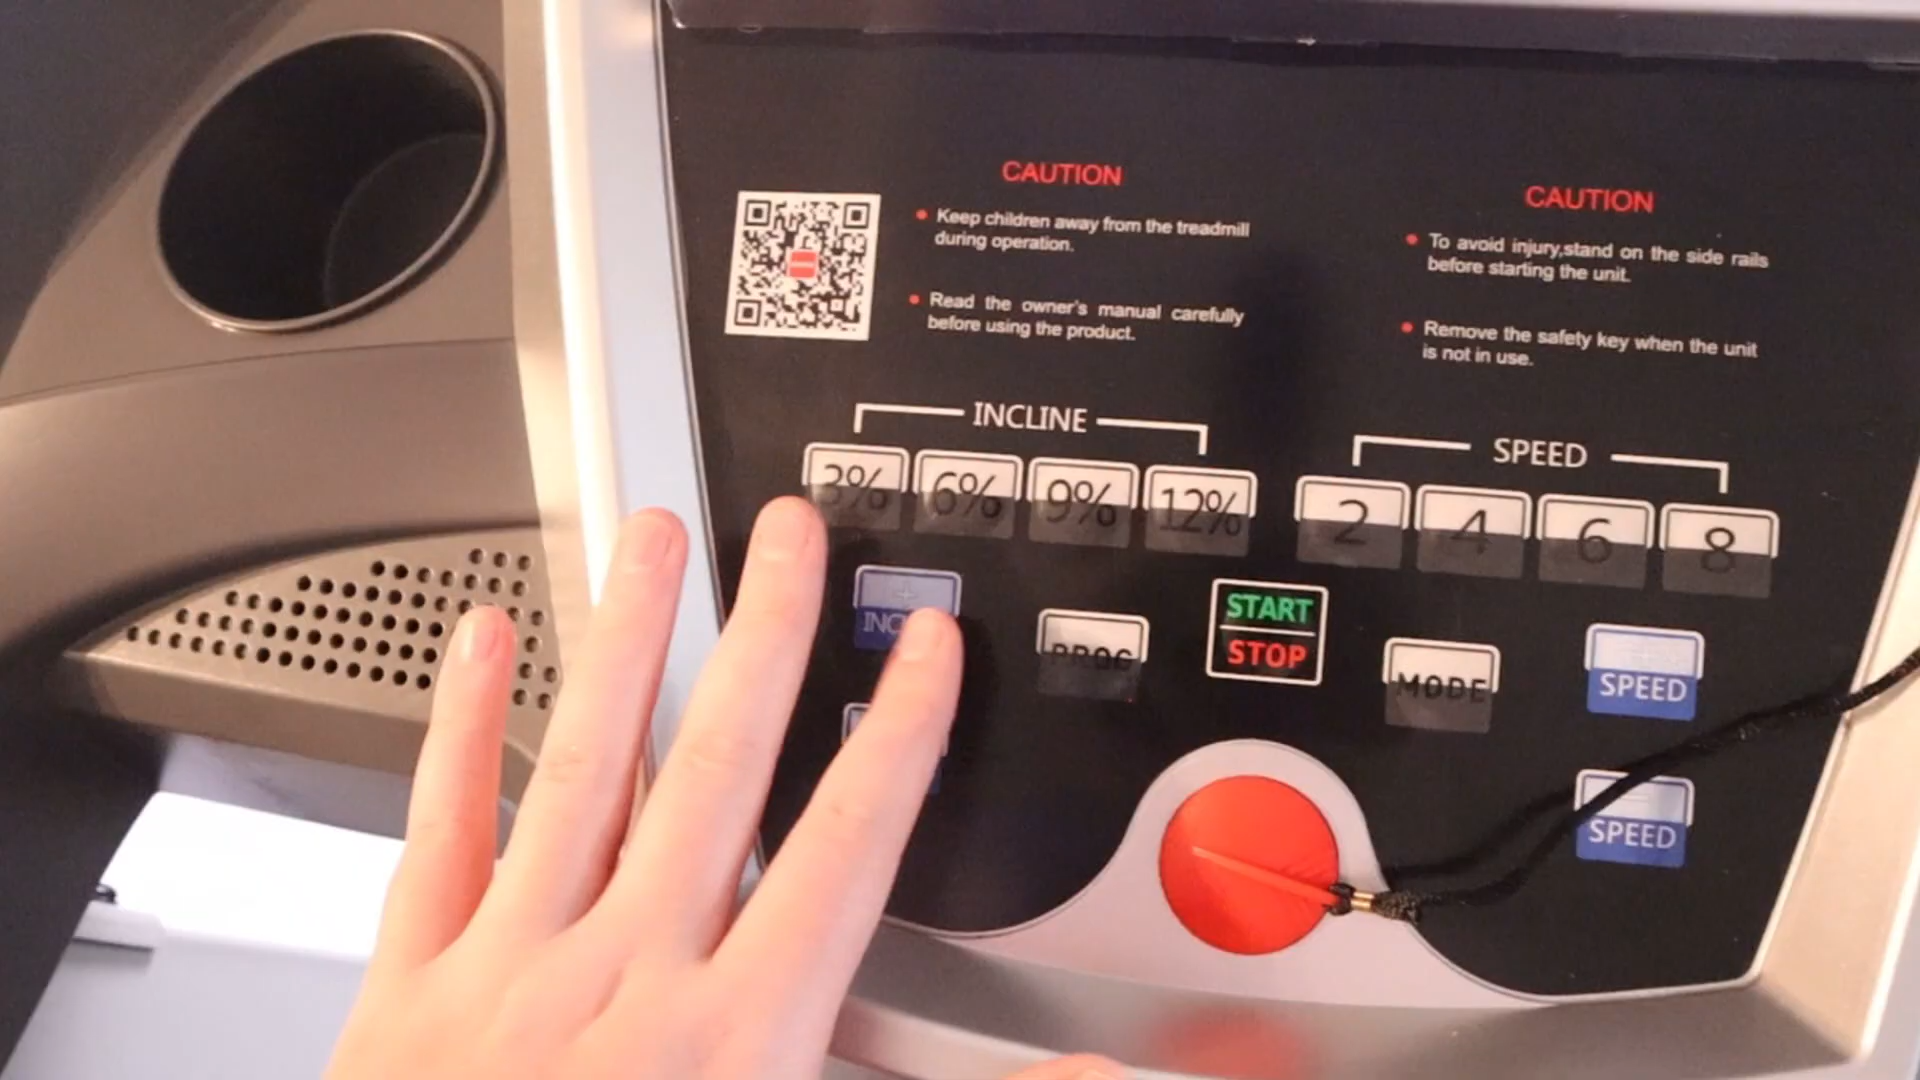 CAUTION
Keep children away from the treadmill
during operation.
Read the owner's manual carefully
before using the product.
CAUTION
To avoid injury,stand on the side rails
before starting the unit.
Remove the safety key when the unit
is not in use.
INCLINE
3% 6% 9% 12%
SPEED
2 4 6 8
+
PROG
START
STOP
MODE
SPEED
SPEED